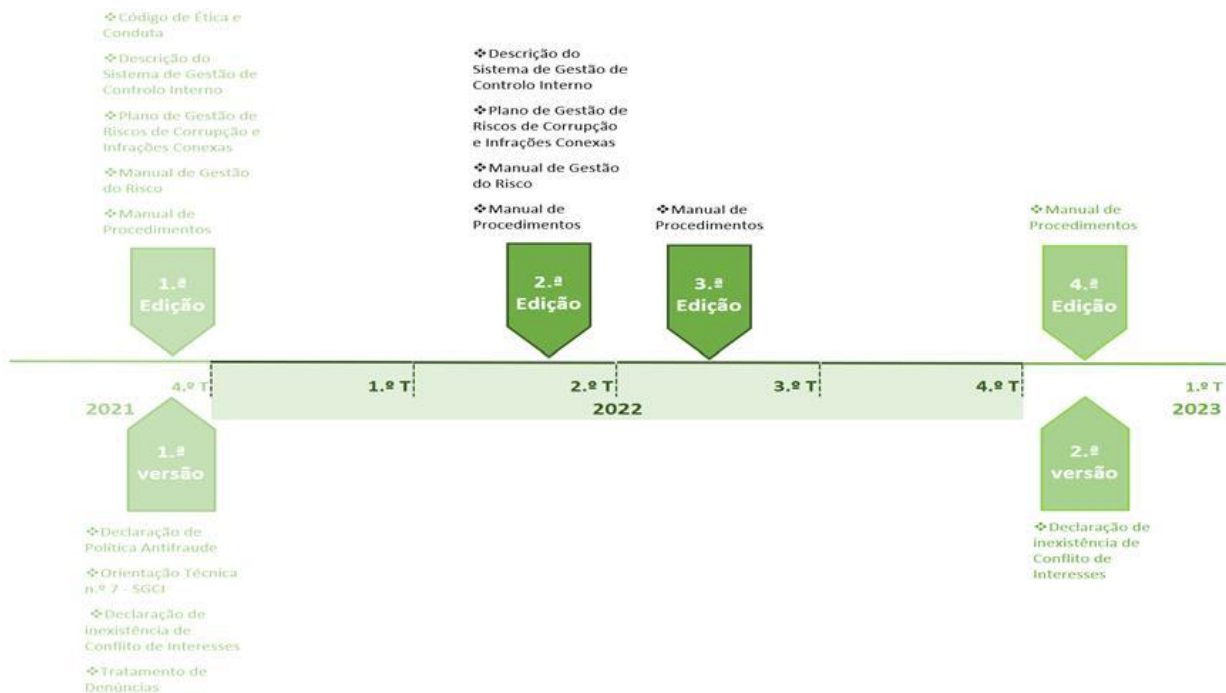 ❖Código de Ética e
Conduta
❖Descrição do
Sistema de Gestão de
Controlo Interno
❖Plano de Gestão de
Riscos de Corrupção e
Infrações Conexas
❖Manual de Gestão
do Risco
❖Manual de
Procedimentos
1.ª
Edição
❖Descrição do
Sistema de Gestão de
Controlo Interno
❖Plano de Gestão de
Riscos de Corrupção
e Infrações Conexas
❖Manual de Gestão
do Risco
❖Manual de
Procedimentos
2.ª
Edição
❖Manual de
Procedimentos
3.ª
Edição
❖Manual de
Procedimentos
4.ª
Edição
4.º T
1.º T
2.º T
3.º T
4.º T
1.º T
2021
2022
2023
1.ª
versão
❖Declaração de
Política Antifraude
❖Orientação Técnica
n.º 7 - SGCI
❖Declaração de
inexistência de
Conflito de Interesses
❖Tratamento de
Denúncias
2.ª
versão
❖Declaração de
inexistência de
Conflito de
Interesses